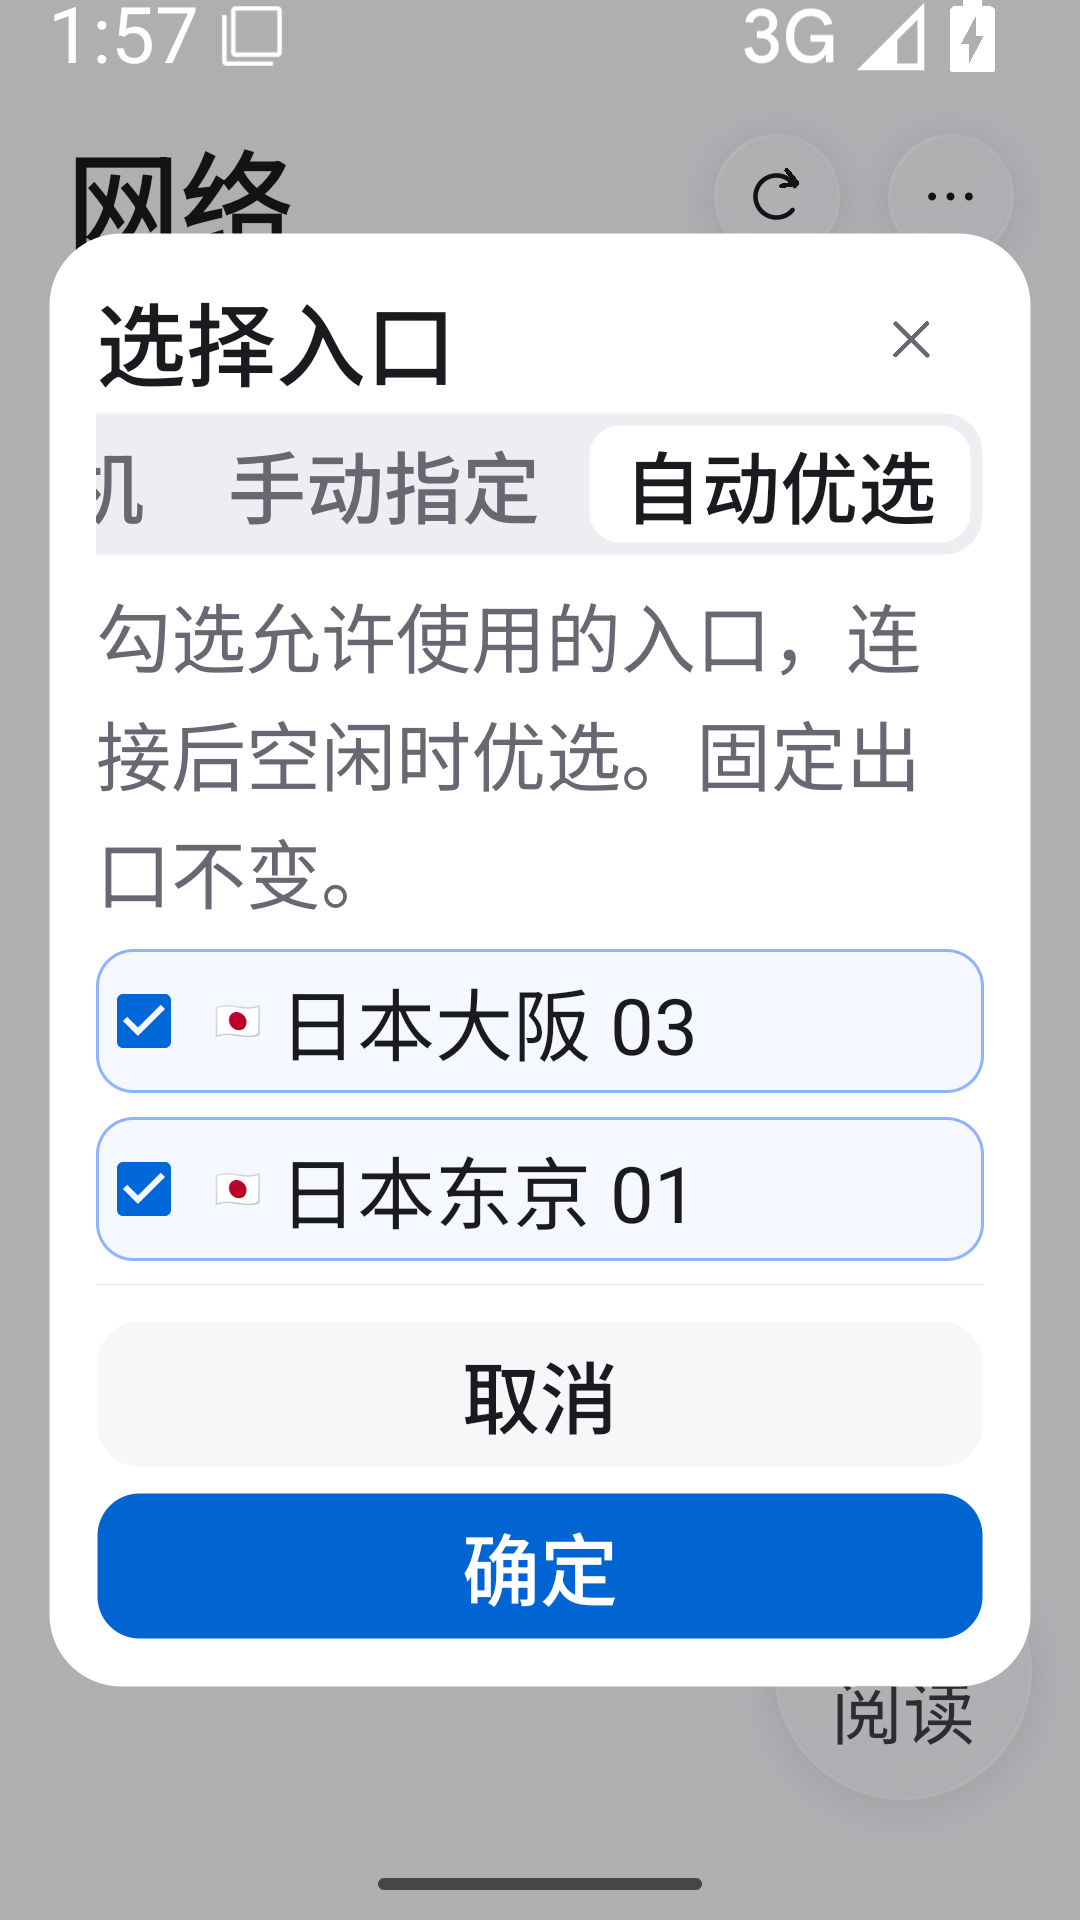 1:57 3G
网络
选择入口
机 手动指定 自动优选
勾选允许使用的入口，连
接后空闲时优选。固定出
口不变。
日本大阪 03
日本东京 01
取消
确定
阅读